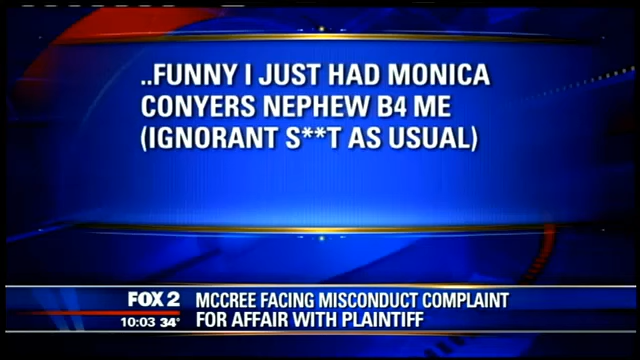 ..FUNNY I JUST HAD MONICA
CONYERS NEPHEW B4 ME
(IGNORANT S**T AS USUAL)
FOX 2
MCCREE FACING MISCONDUCT COMPLAINT
10:03 34°
FOR AFFAIR WITH PLAINTIFF